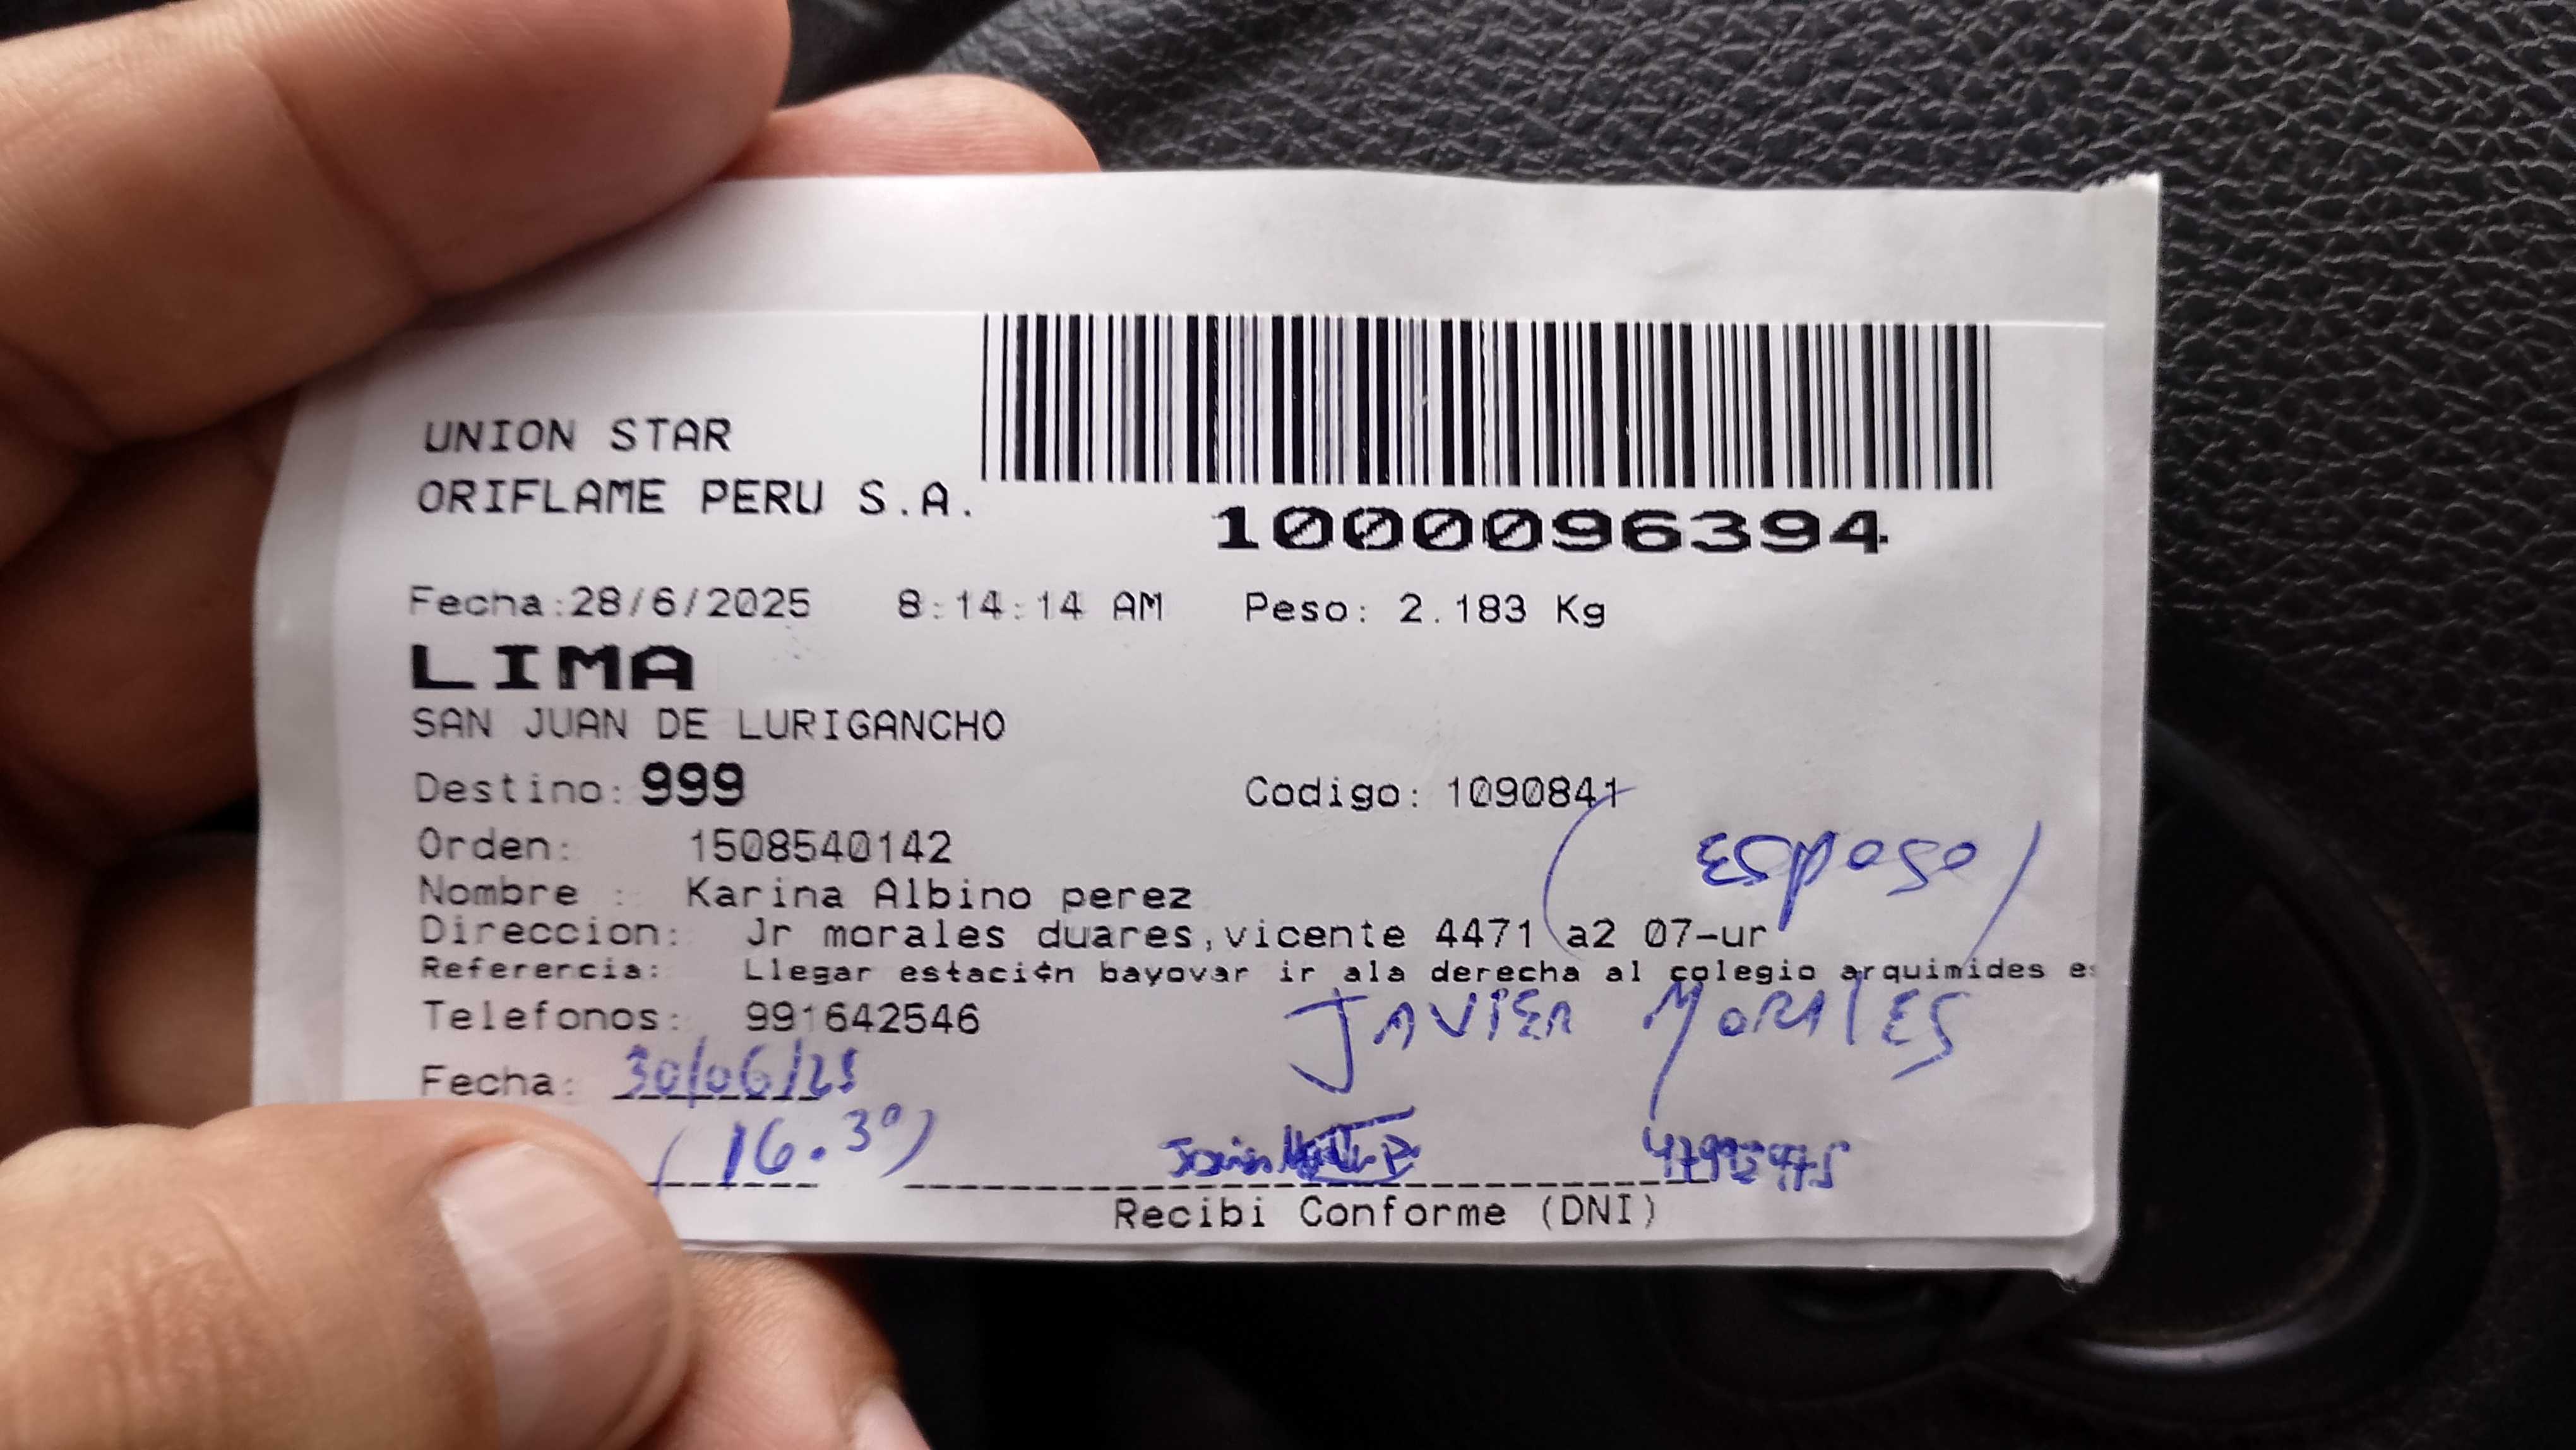 UNION STAR
ORIFLAME PERU S.A.
1000096394
Fecha:28/6/2025 8:14:14 AM Peso: 2.183 Kg
LIMA
SAN JUAN DE LURIGANCHO
Destino: 999 Codigo: 1090841
Orden: 1508540142
(Esposo)
Nombre : Karina Albino perez
Direccion: Jr morales duares,vicente 4471 a2 07-ur
Referencia: Llegar estaci¢n bayovar ir ala derecha al colegio arquimides es
Telefonos: 991642546
JAVIER MORALES
Fecha: 30/06/25
(16.30)
Recibi Conforme (DNI)